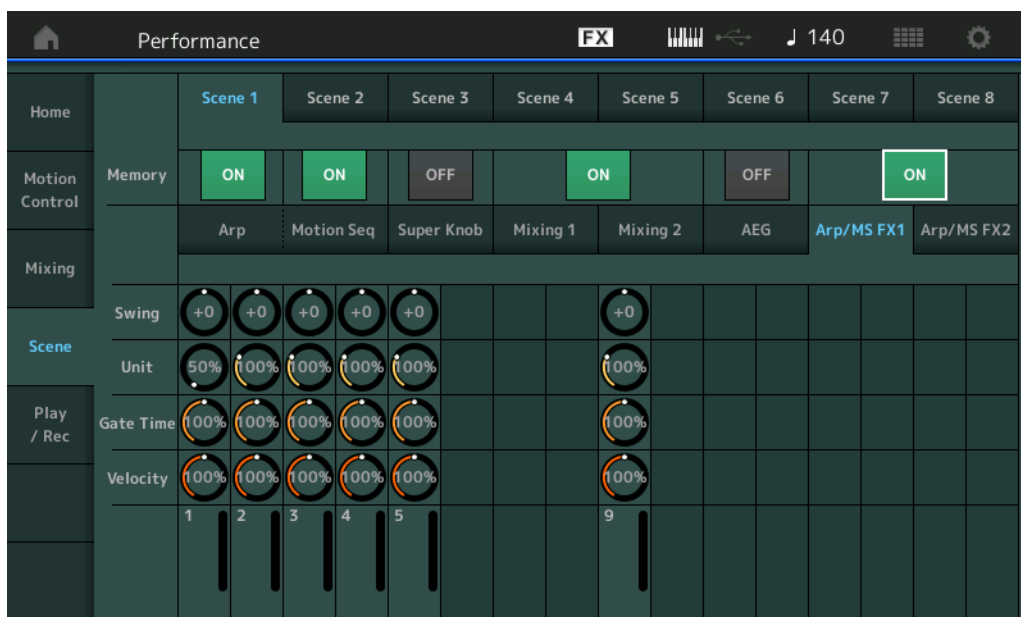 Performance FX 140
Scene 1 Scene 2 Scene 3 Scene 4 Scene 5 Scene 6 Scene 7 Scene 8
Home
Motion
Control
Mixing
Scene
Play
/ Rec
Memory ON ON OFF ON OFF ON
Arp Motion Seq Super Knob Mixing 1 Mixing 2 AEG Arp/MS FX1 Arp/MS FX2
Swing +0 +0 +0 +0 +0 +0
Unit 50% 100% 100% 100% 100% 100%
Gate Time 100% 100% 100% 100% 100% 100%
Velocity 100% 100% 100% 100% 100% 100%
1 2 3 4 5 9